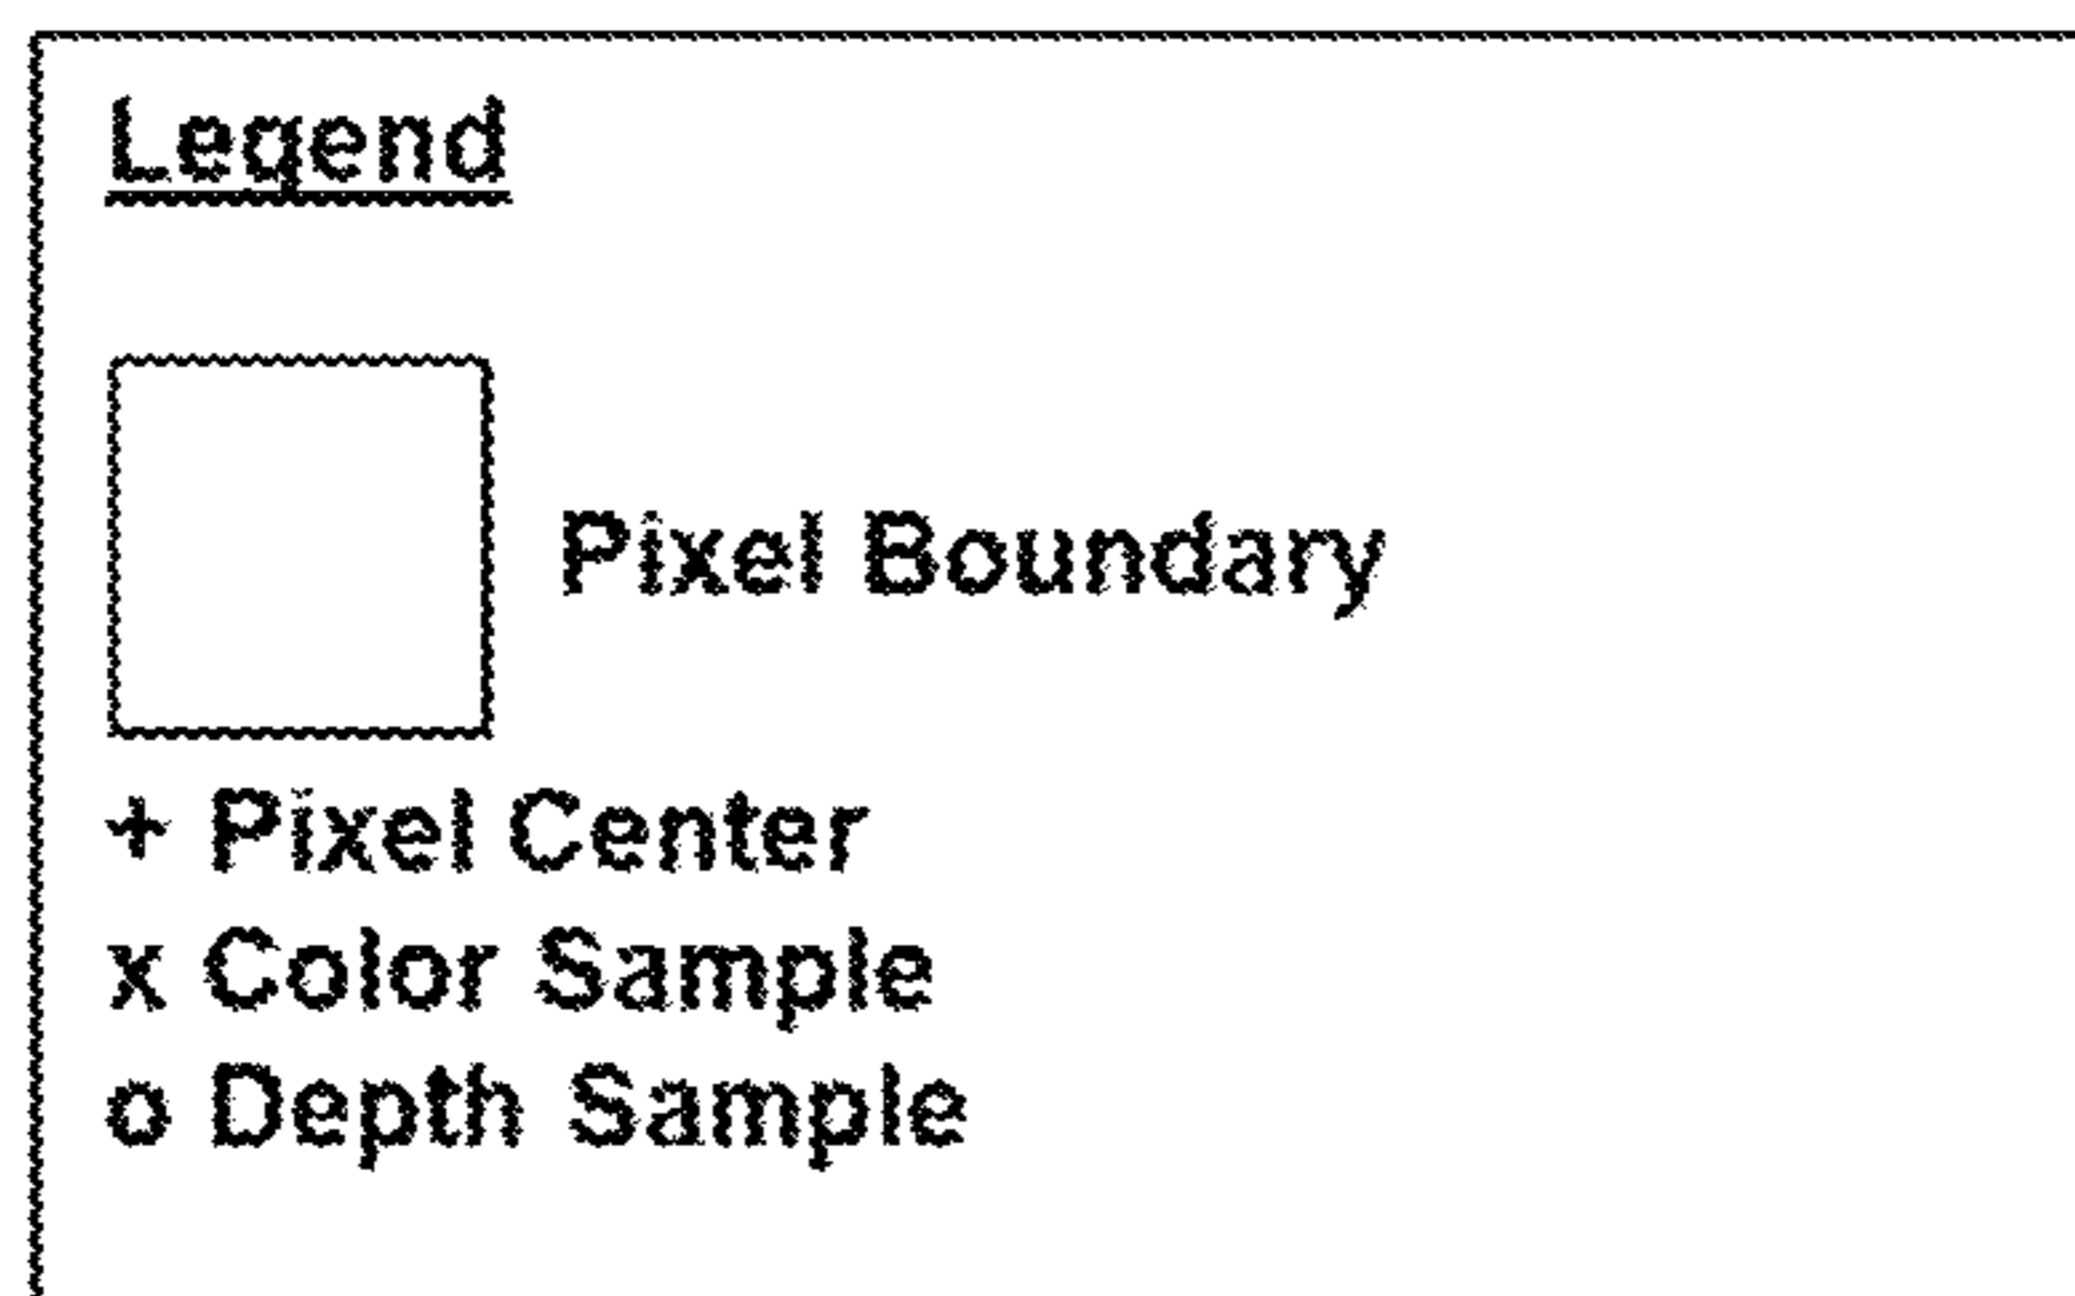 Legend
Pixel Boundary
+ Pixel Center
x Color Sample
o Depth Sample